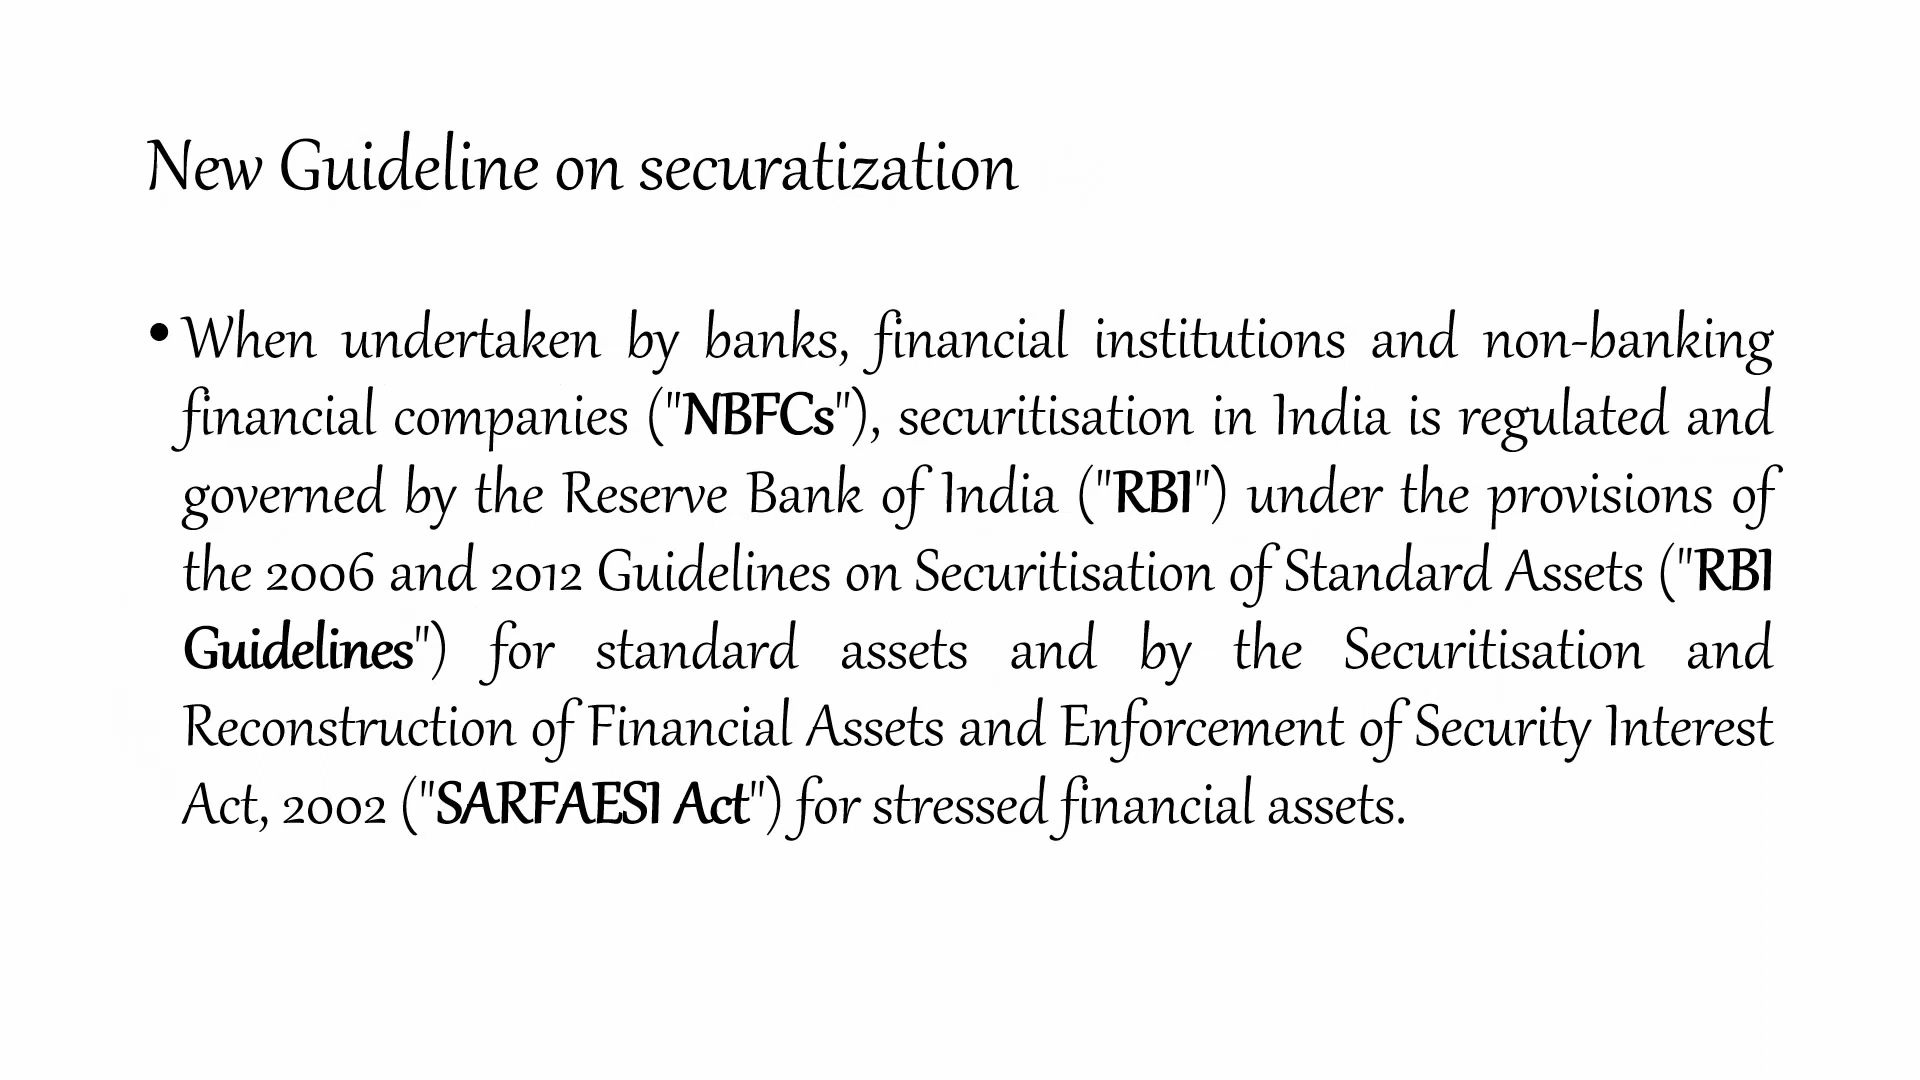 New Guideline on securatization
• When undertaken by banks, financial institutions and non-banking
financial companies ("NBFCs"), securitisation in India is regulated and
governed by the Reserve Bank of India ("RBI") under the provisions of
the 2006 and 2012 Guidelines on Securitisation of Standard Assets ("RBI
Guidelines") for standard assets and by the Securitisation and
Reconstruction of Financial Assets and Enforcement of Security Interest
Act, 2002 ("SARFAESI Act") for stressed financial assets.